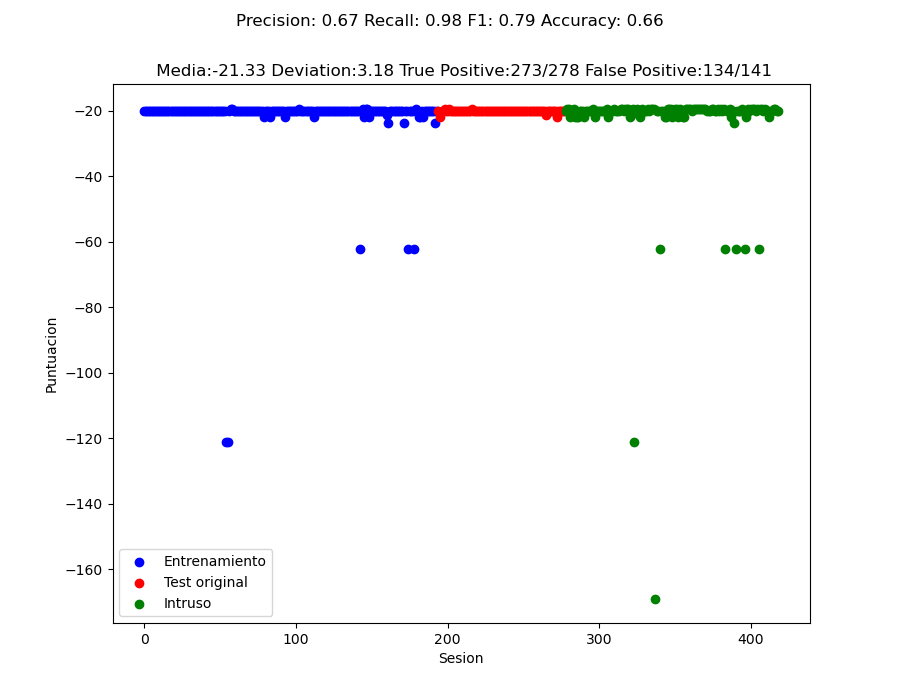 Precision: 0.67 Recall: 0.98 F1: 0.79 Accuracy: 0.66
Media:-21.33 Deviation:3.18 True Positive:273/278 False Positive:134/141
−20
−40
−60
−80
−100
−120
−140
−160
Puntuacion
Entrenamiento
Test original
Intruso
0
100
200
300
400
Sesion